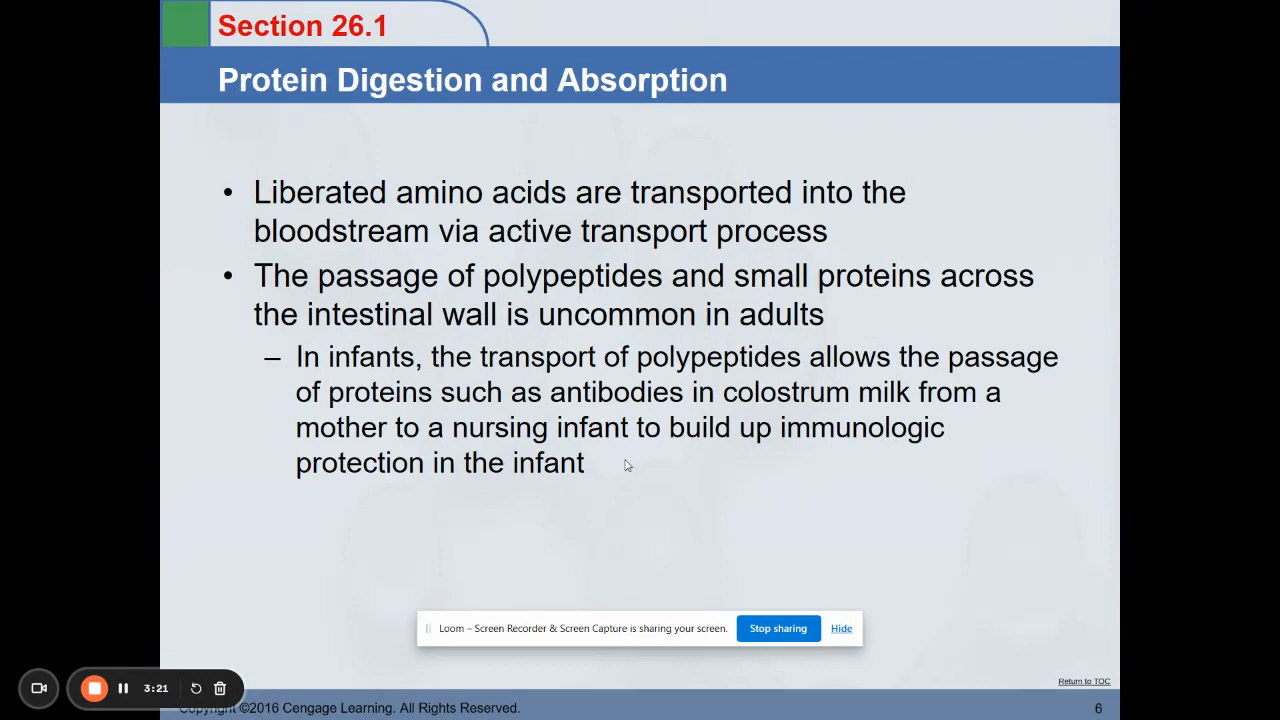 Section 26.1
Protein Digestion and Absorption
• Liberated amino acids are transported into the
bloodstream via active transport process
• The passage of polypeptides and small proteins across
the intestinal wall is uncommon in adults
– In infants, the transport of polypeptides allows the passage
of proteins such as antibodies in colostrum milk from a
mother to a nursing infant to build up immunologic
protection in the infant
Loom – Screen Recorder & Screen Capture is sharing your screen. Stop sharing Hide
Return to TOC
3:21
Copyright ©2016 Cengage Learning. All Rights Reserved. 6